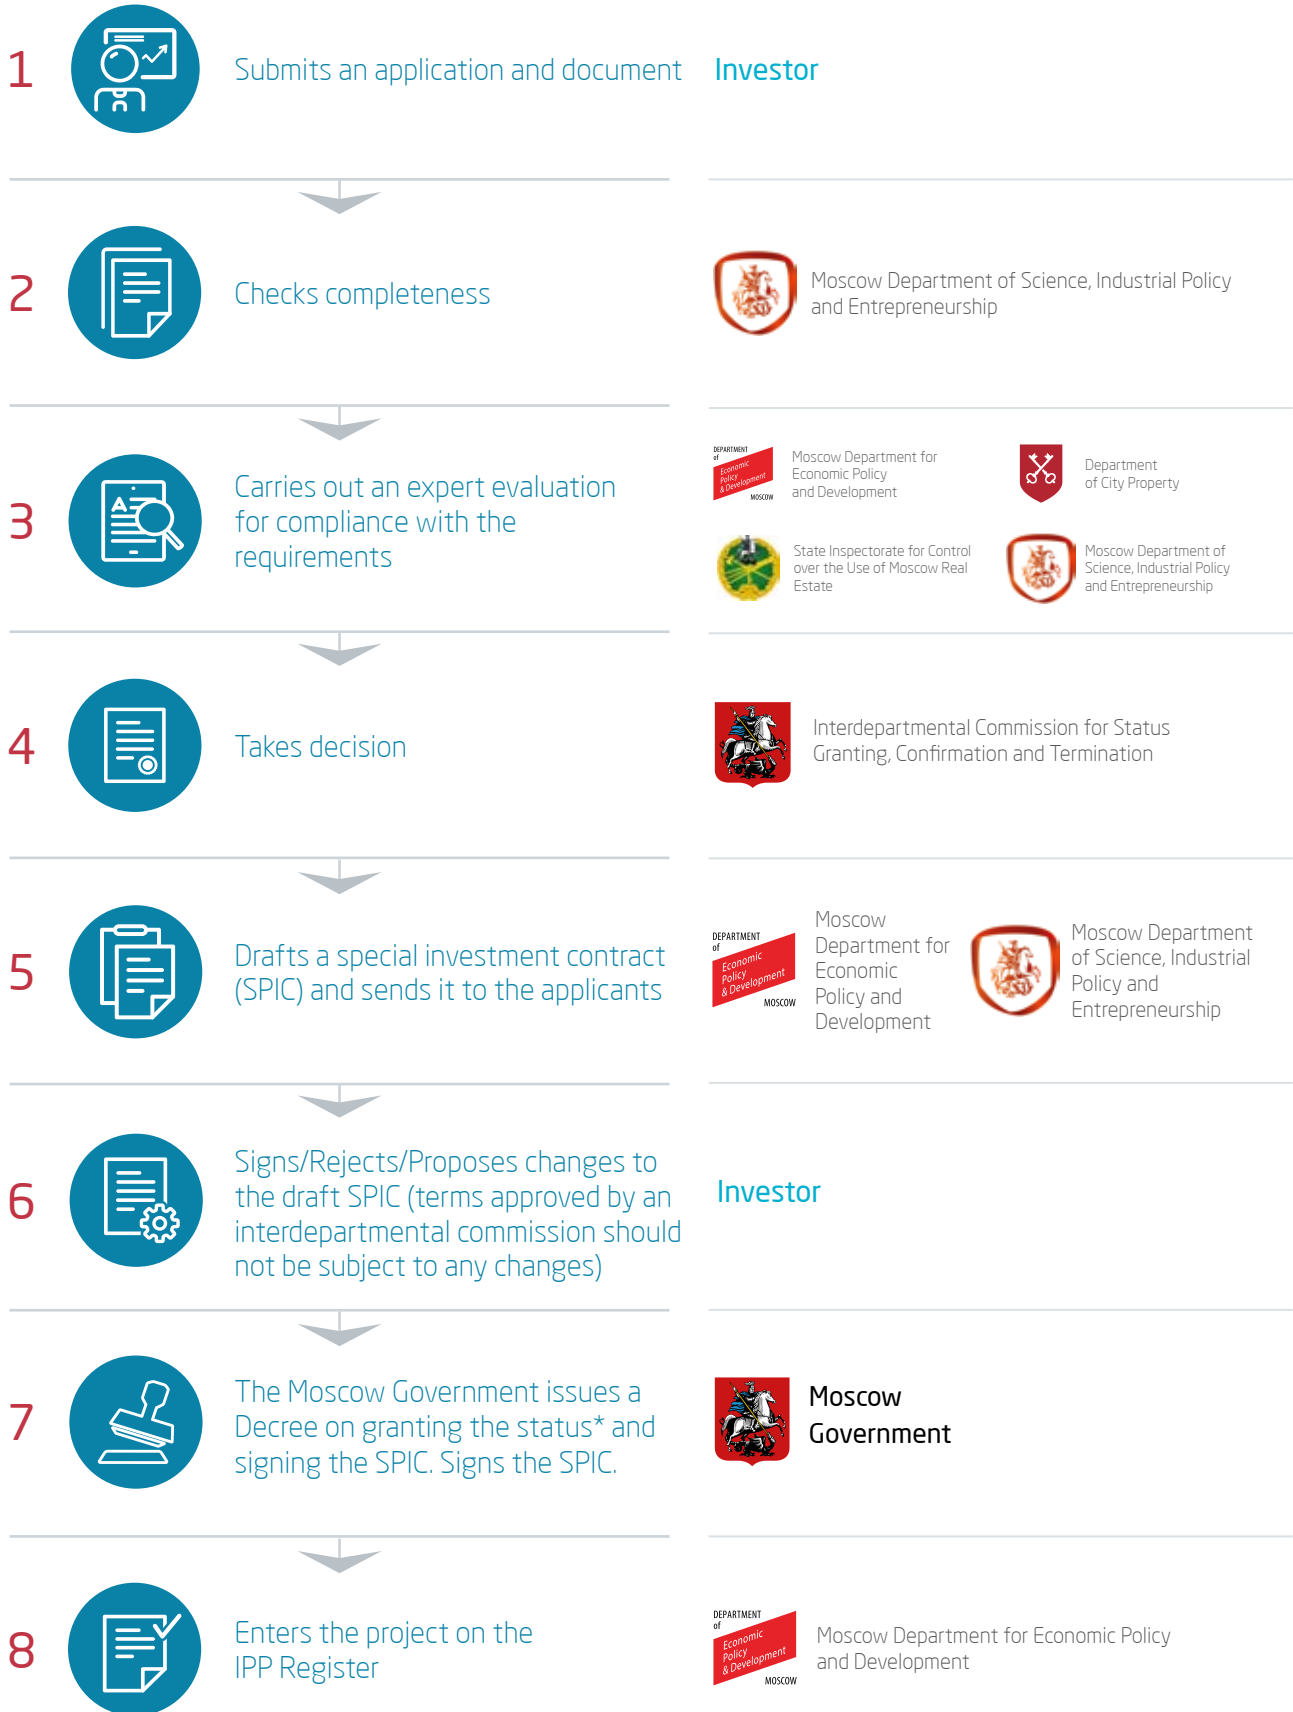 1
Submits an application and document
Investor
2
Checks completeness
Moscow Department of Science, Industrial Policy
and Entrepreneurship
3
Carries out an expert evaluation
for compliance with the
requirements
DEPARTMENT
of
Economic
Policy
& Development
MOSCOW
Moscow Department for
Economic Policy
and Development
Department
of City Property
State Inspectorate for Control
over the Use of Moscow Real
Estate
Moscow Department of
Science, Industrial Policy
and Entrepreneurship
4
Takes decision
Interdepartmental Commission for Status
Granting, Confirmation and Termination
5
Drafts a special investment contract
(SPIC) and sends it to the applicants
DEPARTMENT
of
Economic
Policy
& Development
MOSCOW
Moscow
Department for
Economic
Policy and
Development
Moscow Department
of Science, Industrial
Policy and
Entrepreneurship
6
Signs/Rejects/Proposes changes to
the draft SPIC (terms approved by an
interdepartmental commission should
not be subject to any changes)
Investor
7
The Moscow Government issues a
Decree on granting the status* and
signing the SPIC. Signs the SPIC.
Moscow
Government
8
Enters the project on the
IPP Register
DEPARTMENT
of
Economic
Policy
& Development
MOSCOW
Moscow Department for Economic Policy
and Development